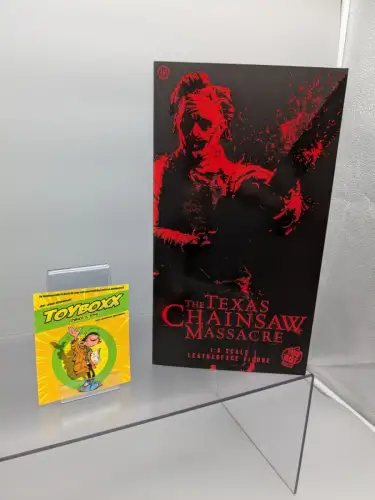 TOYBOXX
THE TEXAS
CHAINSAW
MASSACRE
1:6 SCALE
LEATHERFACE FIGURE